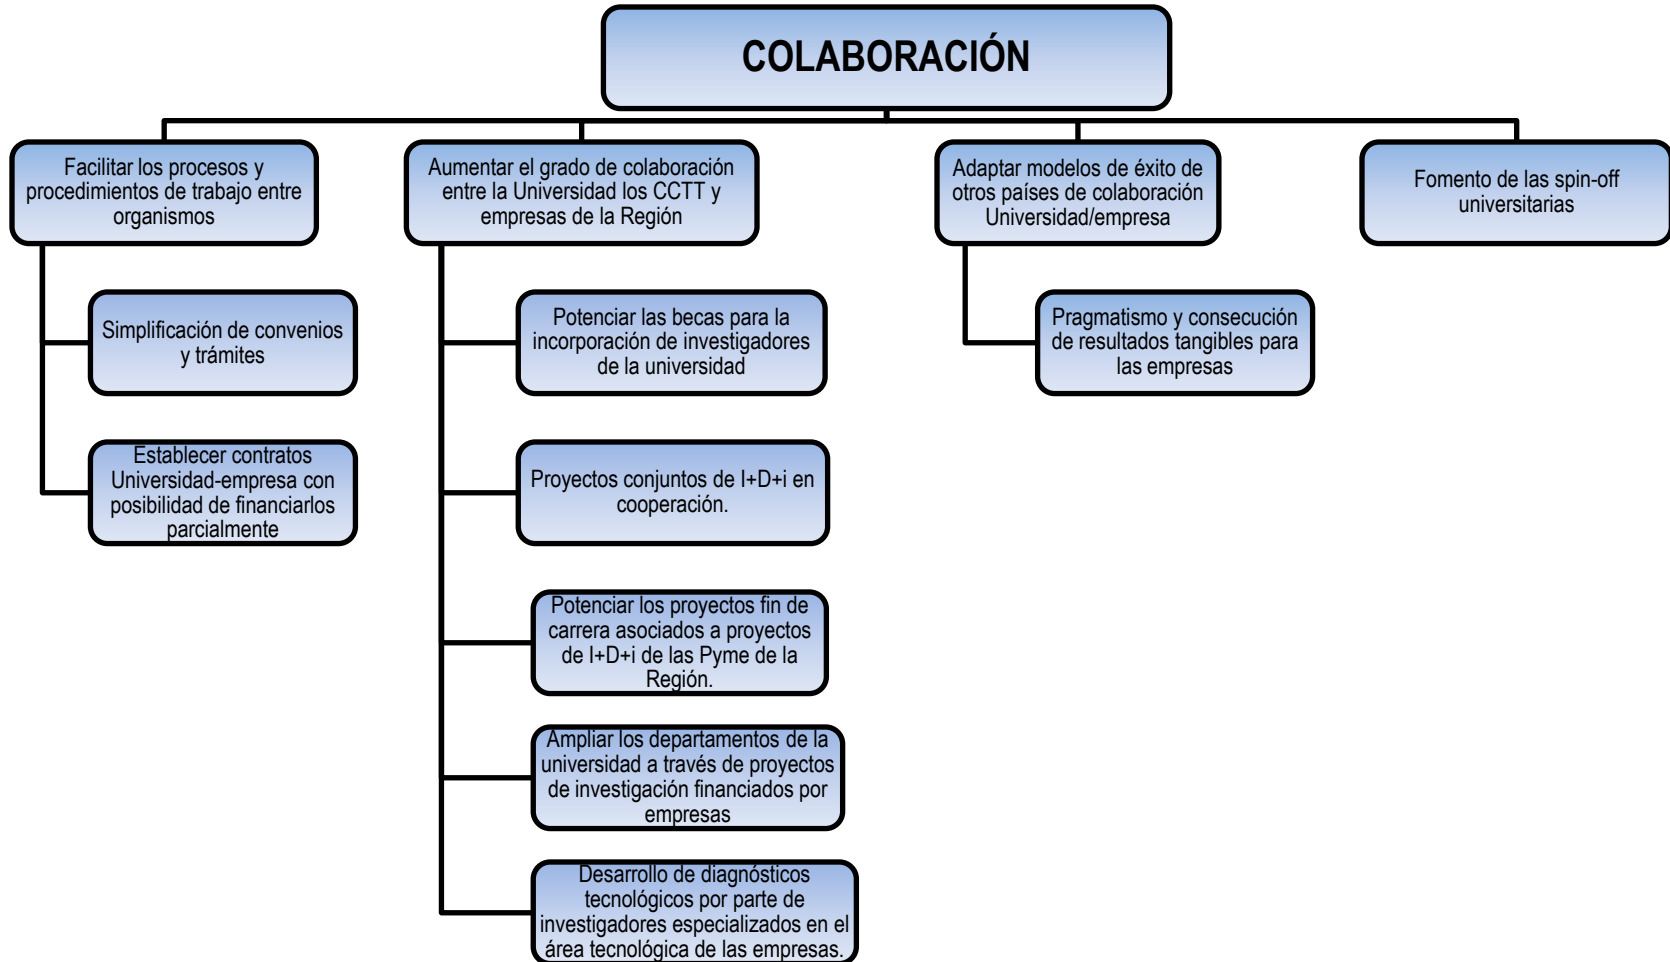 COLABORACIÓN
Facilitar los procesos y
procedimientos de trabajo entre
organismos
Aumentar el grado de colaboración
entre la Universidad los CCTT y
empresas de la Región
Adaptar modelos de éxito de
otros países de colaboración
Universidad/empresa
Fomento de las spin-off
universitarias
Simplificación de convenios
y trámites
Establecer contratos
Universidad-empresa con
posibilidad de financiarlos
parcialmente
Potenciar las becas para la
incorporación de investigadores
de la universidad
Proyectos conjuntos de I+D+i en
cooperación.
Potenciar los proyectos fin de
carrera asociados a proyectos
de I+D+i de las Pyme de la
Región.
Ampliar los departamentos de la
universidad a través de proyectos
de investigación financiados por
empresas
Desarrollo de diagnósticos
tecnológicos por parte de
investigadores especializados en el
área tecnológica de las empresas.
Pragmatismo y consecución
de resultados tangibles para
las empresas